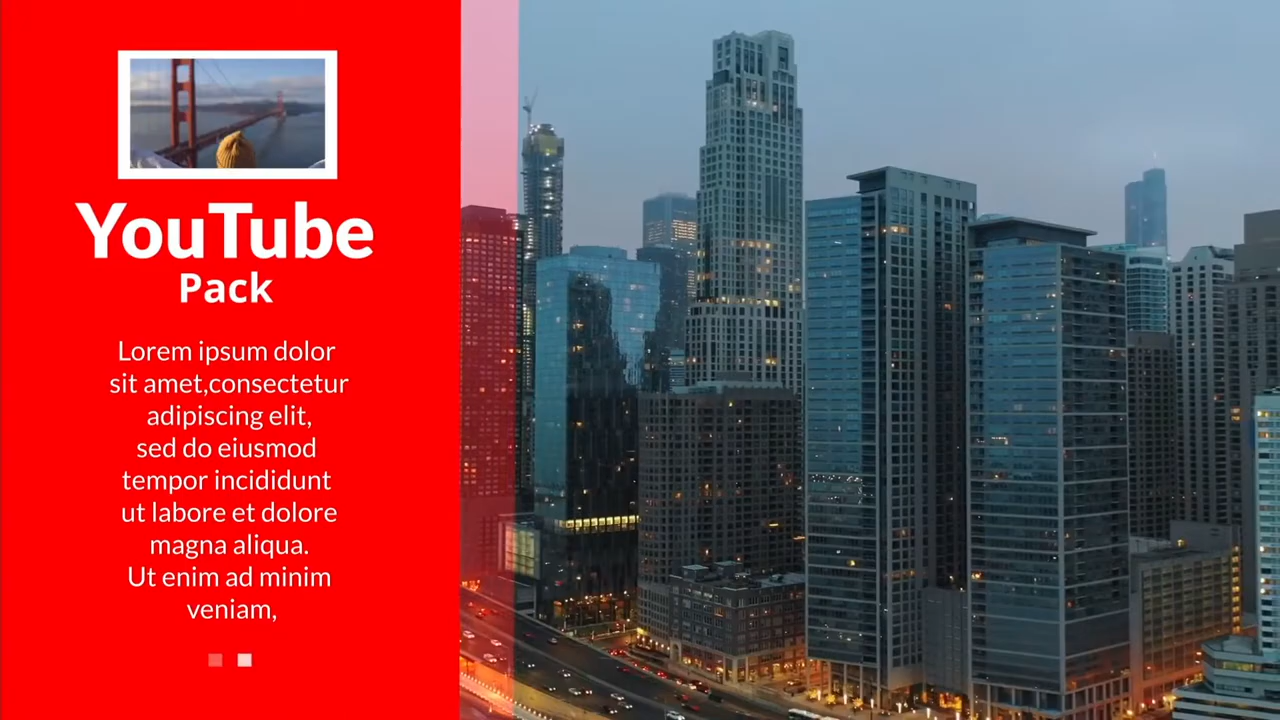 YouTube
Pack
Lorem ipsum dolor
sit amet,consectetur
adipiscing elit,
sed do eiusmod
tempor incididunt
ut labore et dolore
magna aliqua.
Ut enim ad minim
veniam,